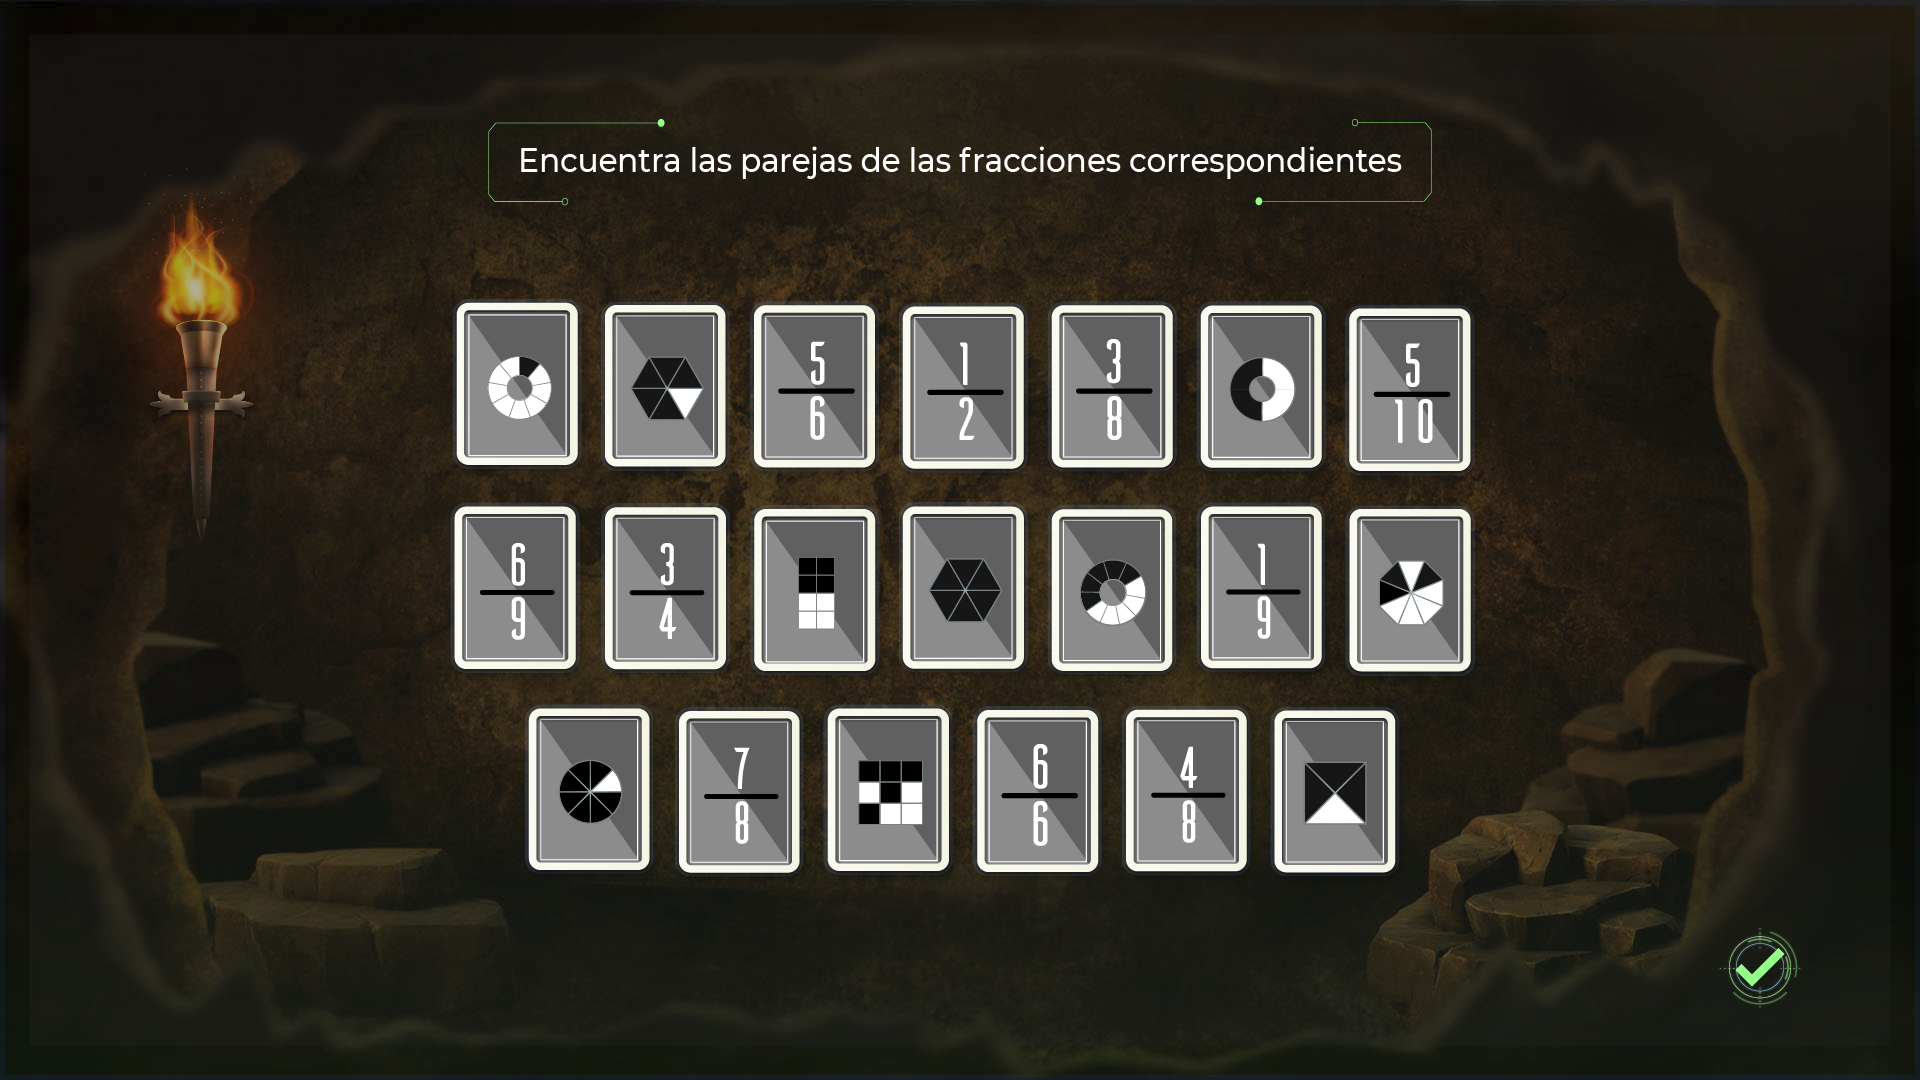 Encuentra las parejas de las fracciones correspondientes
5/6 1/2 3/8 5/10
6/9 3/4 1/9
7/8 6/6 4/8